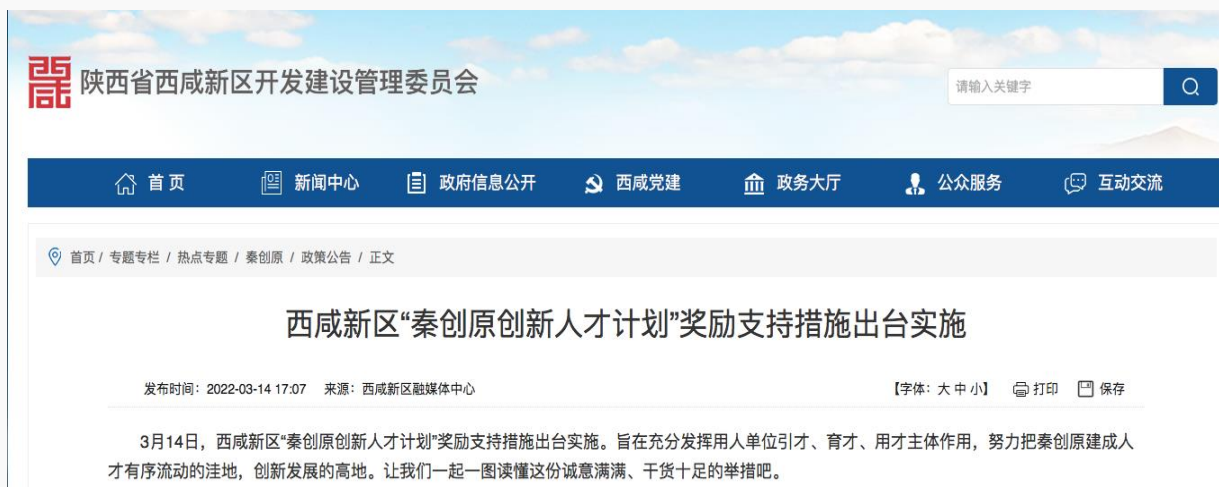 西咸
陕西省西咸新区开发建设管理委员会
请输入关键字
首页 新闻中心 政府信息公开 西咸党建 政务大厅 公众服务 互动交流
首页 / 专题专栏 / 热点专题 / 秦创原 / 政策公告 / 正文
西咸新区“秦创原创新人才计划”奖励支持措施出台实施
发布时间：2022-03-14 17:07 来源：西咸新区融媒体中心 【字体：大 中 小】 打印 保存
3月14日，西咸新区“秦创原创新人才计划”奖励支持措施出台实施。旨在充分发挥用人单位引才、育才、用才主体作用，努力把秦创原建成人
才有序流动的洼地，创新发展的高地。让我们一起一图读懂这份诚意满满、干货十足的举措吧。